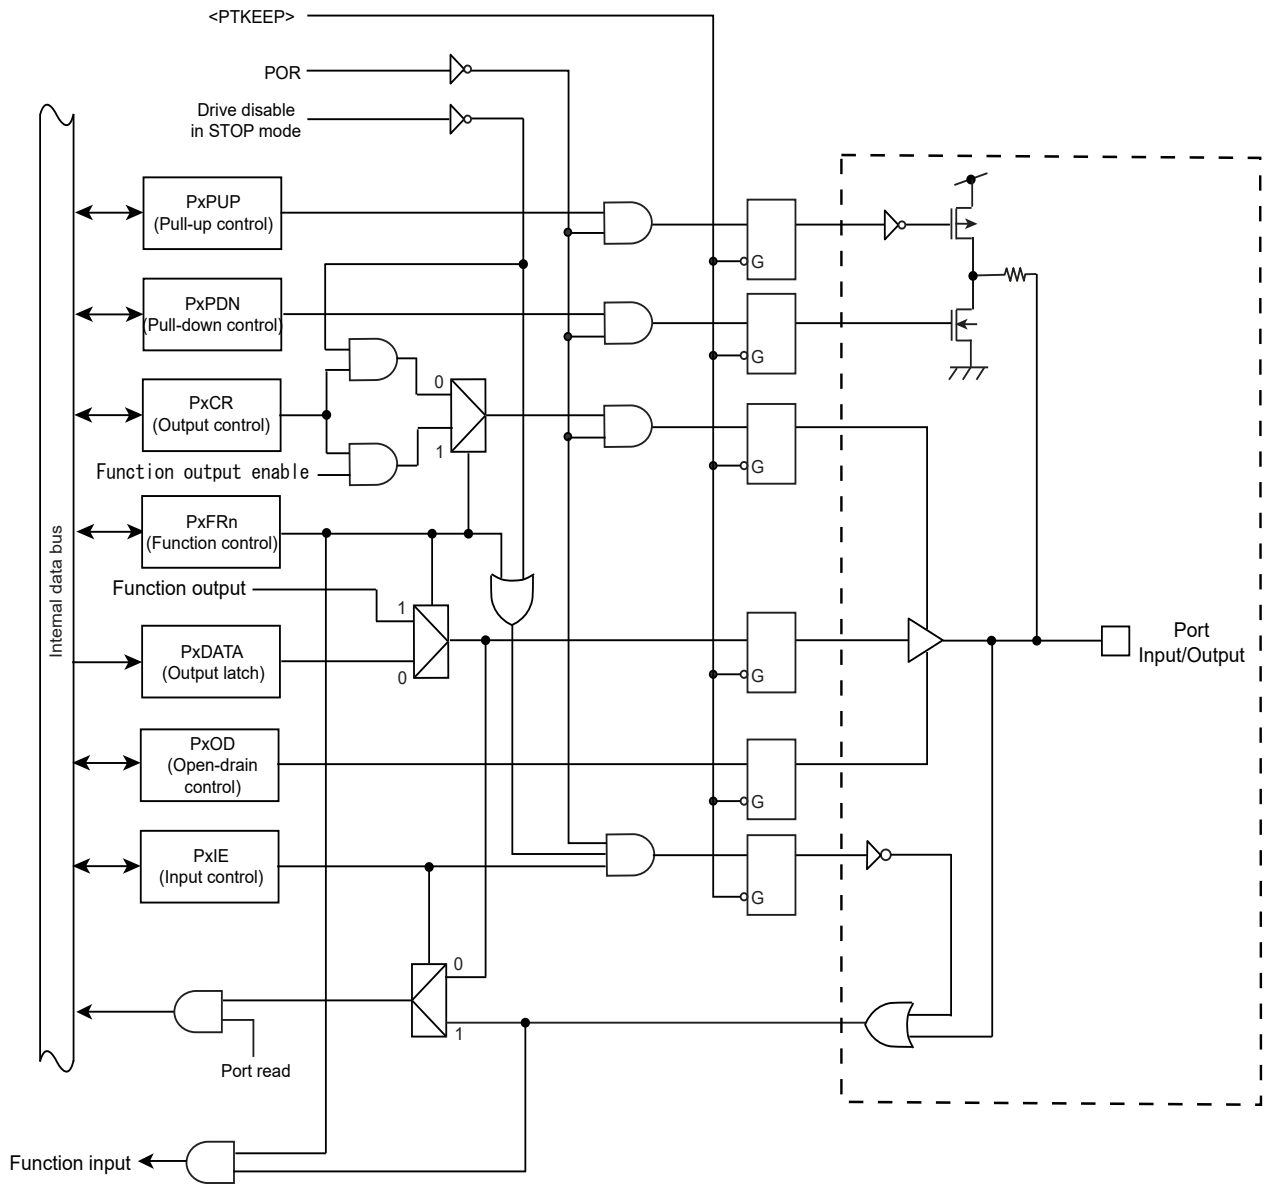 <PTKEEP>
POR
Drive disable
in STOP mode
PxPUP
(Pull-up control)
G
PxPDN
(Pull-down control)
G
PxCR
(Output control)
0
1
G
Function output enable
PxFRn
(Function control)
Internal data bus
Function output
1
0
PxDATA
(Output latch)
G
Port
Input/Output
PxOD
(Open-drain
control)
G
PxIE
(Input control)
G
0
1
Port read
Function input